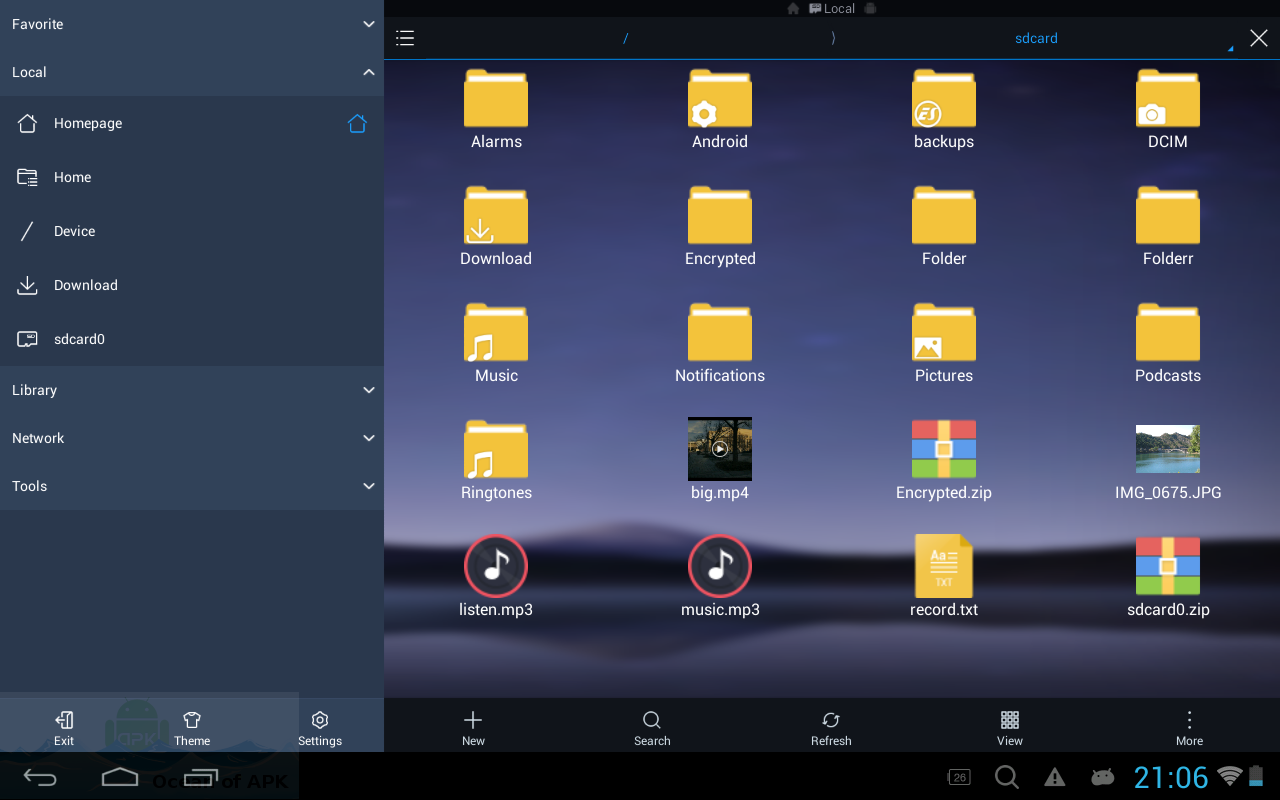 Favorite
Local
Homepage
Home
Device
Download
sdcard0
Library
Network
Tools
Exit
Theme
Settings
APK
Ocean of APK
Local
/
sdcard
Alarms
Android
backups
DCIM
Download
Encrypted
Folder
Folderr
Music
Notifications
Pictures
Podcasts
Ringtones
big.mp4
Encrypted.zip
IMG_0675.JPG
Aa
TXT
listen.mp3
music.mp3
record.txt
sdcard0.zip
New
Search
Refresh
View
More
26
21:06